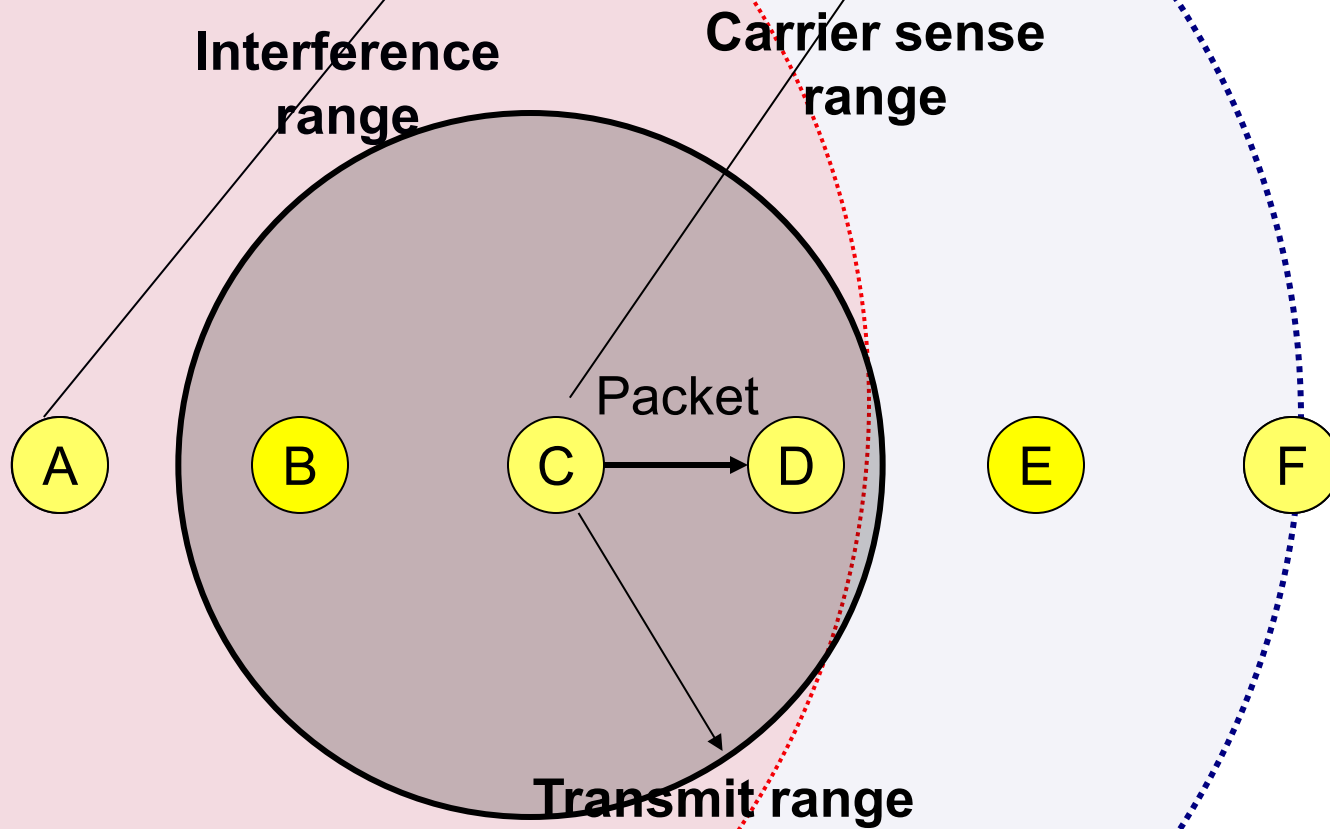 Interference
range
Carrier sense
range
Packet
A
B
C
D
E
F
Transmit range